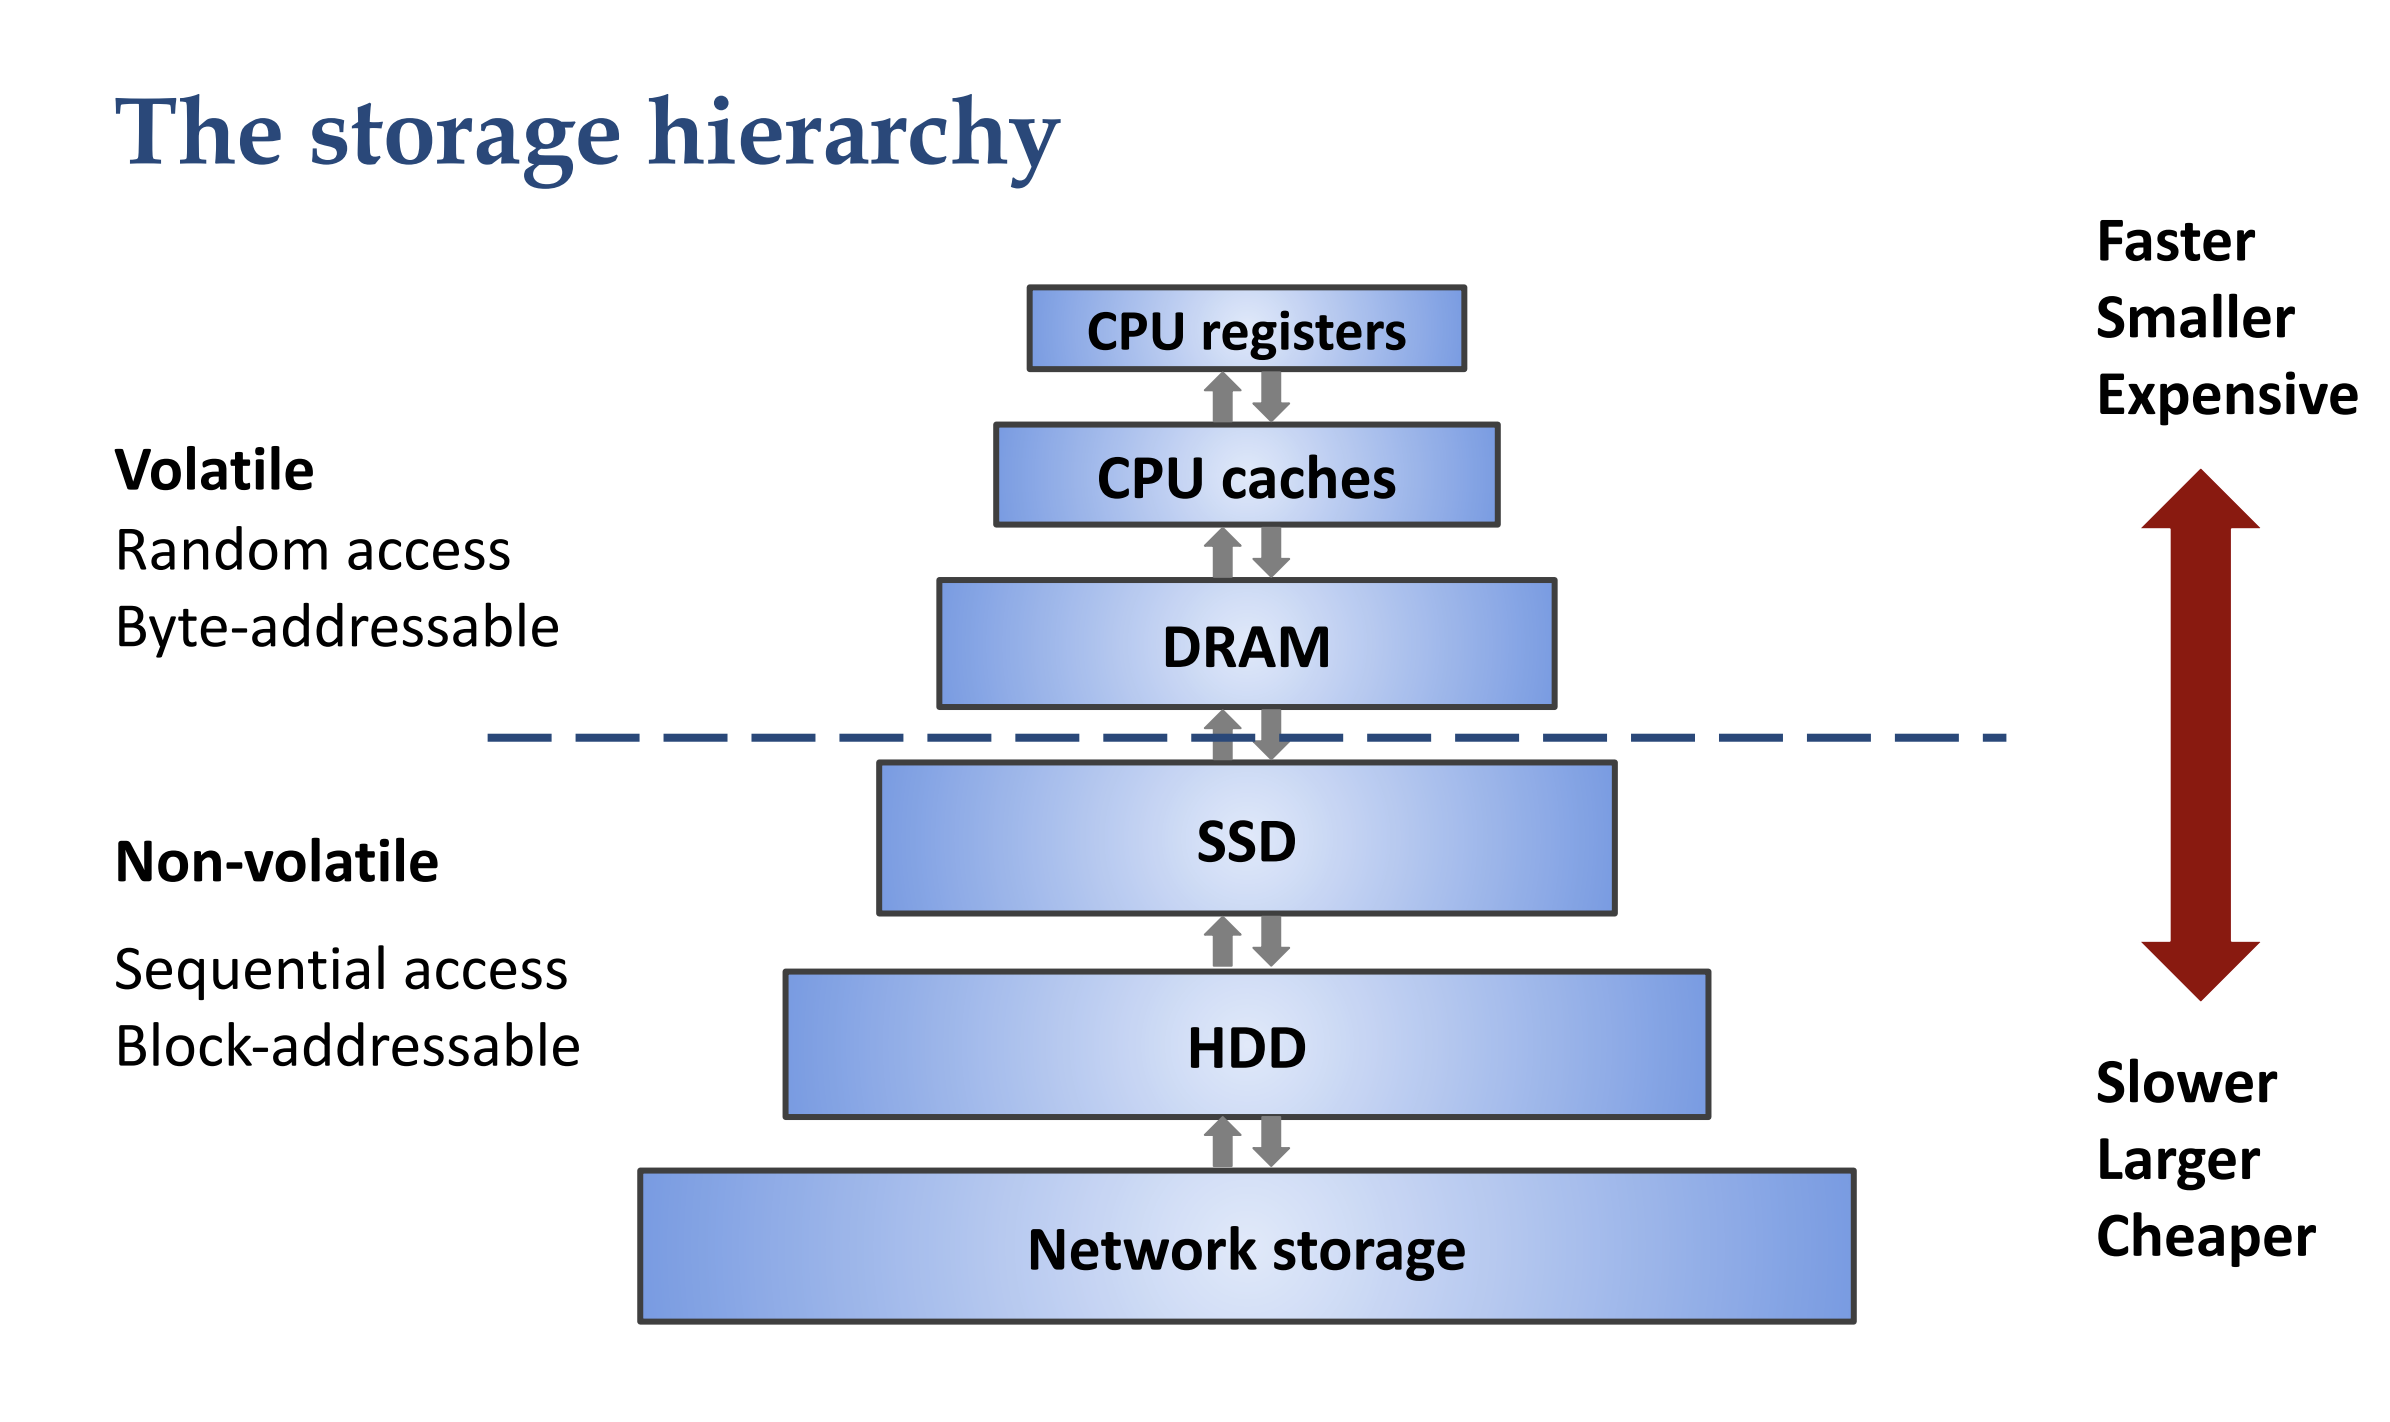 The storage hierarchy
Faster
Smaller
Expensive
CPU registers
CPU caches
DRAM
Volatile
Random access
Byte-addressable
SSD
HDD
Network storage
Non-volatile
Sequential access
Block-addressable
Slower
Larger
Cheaper